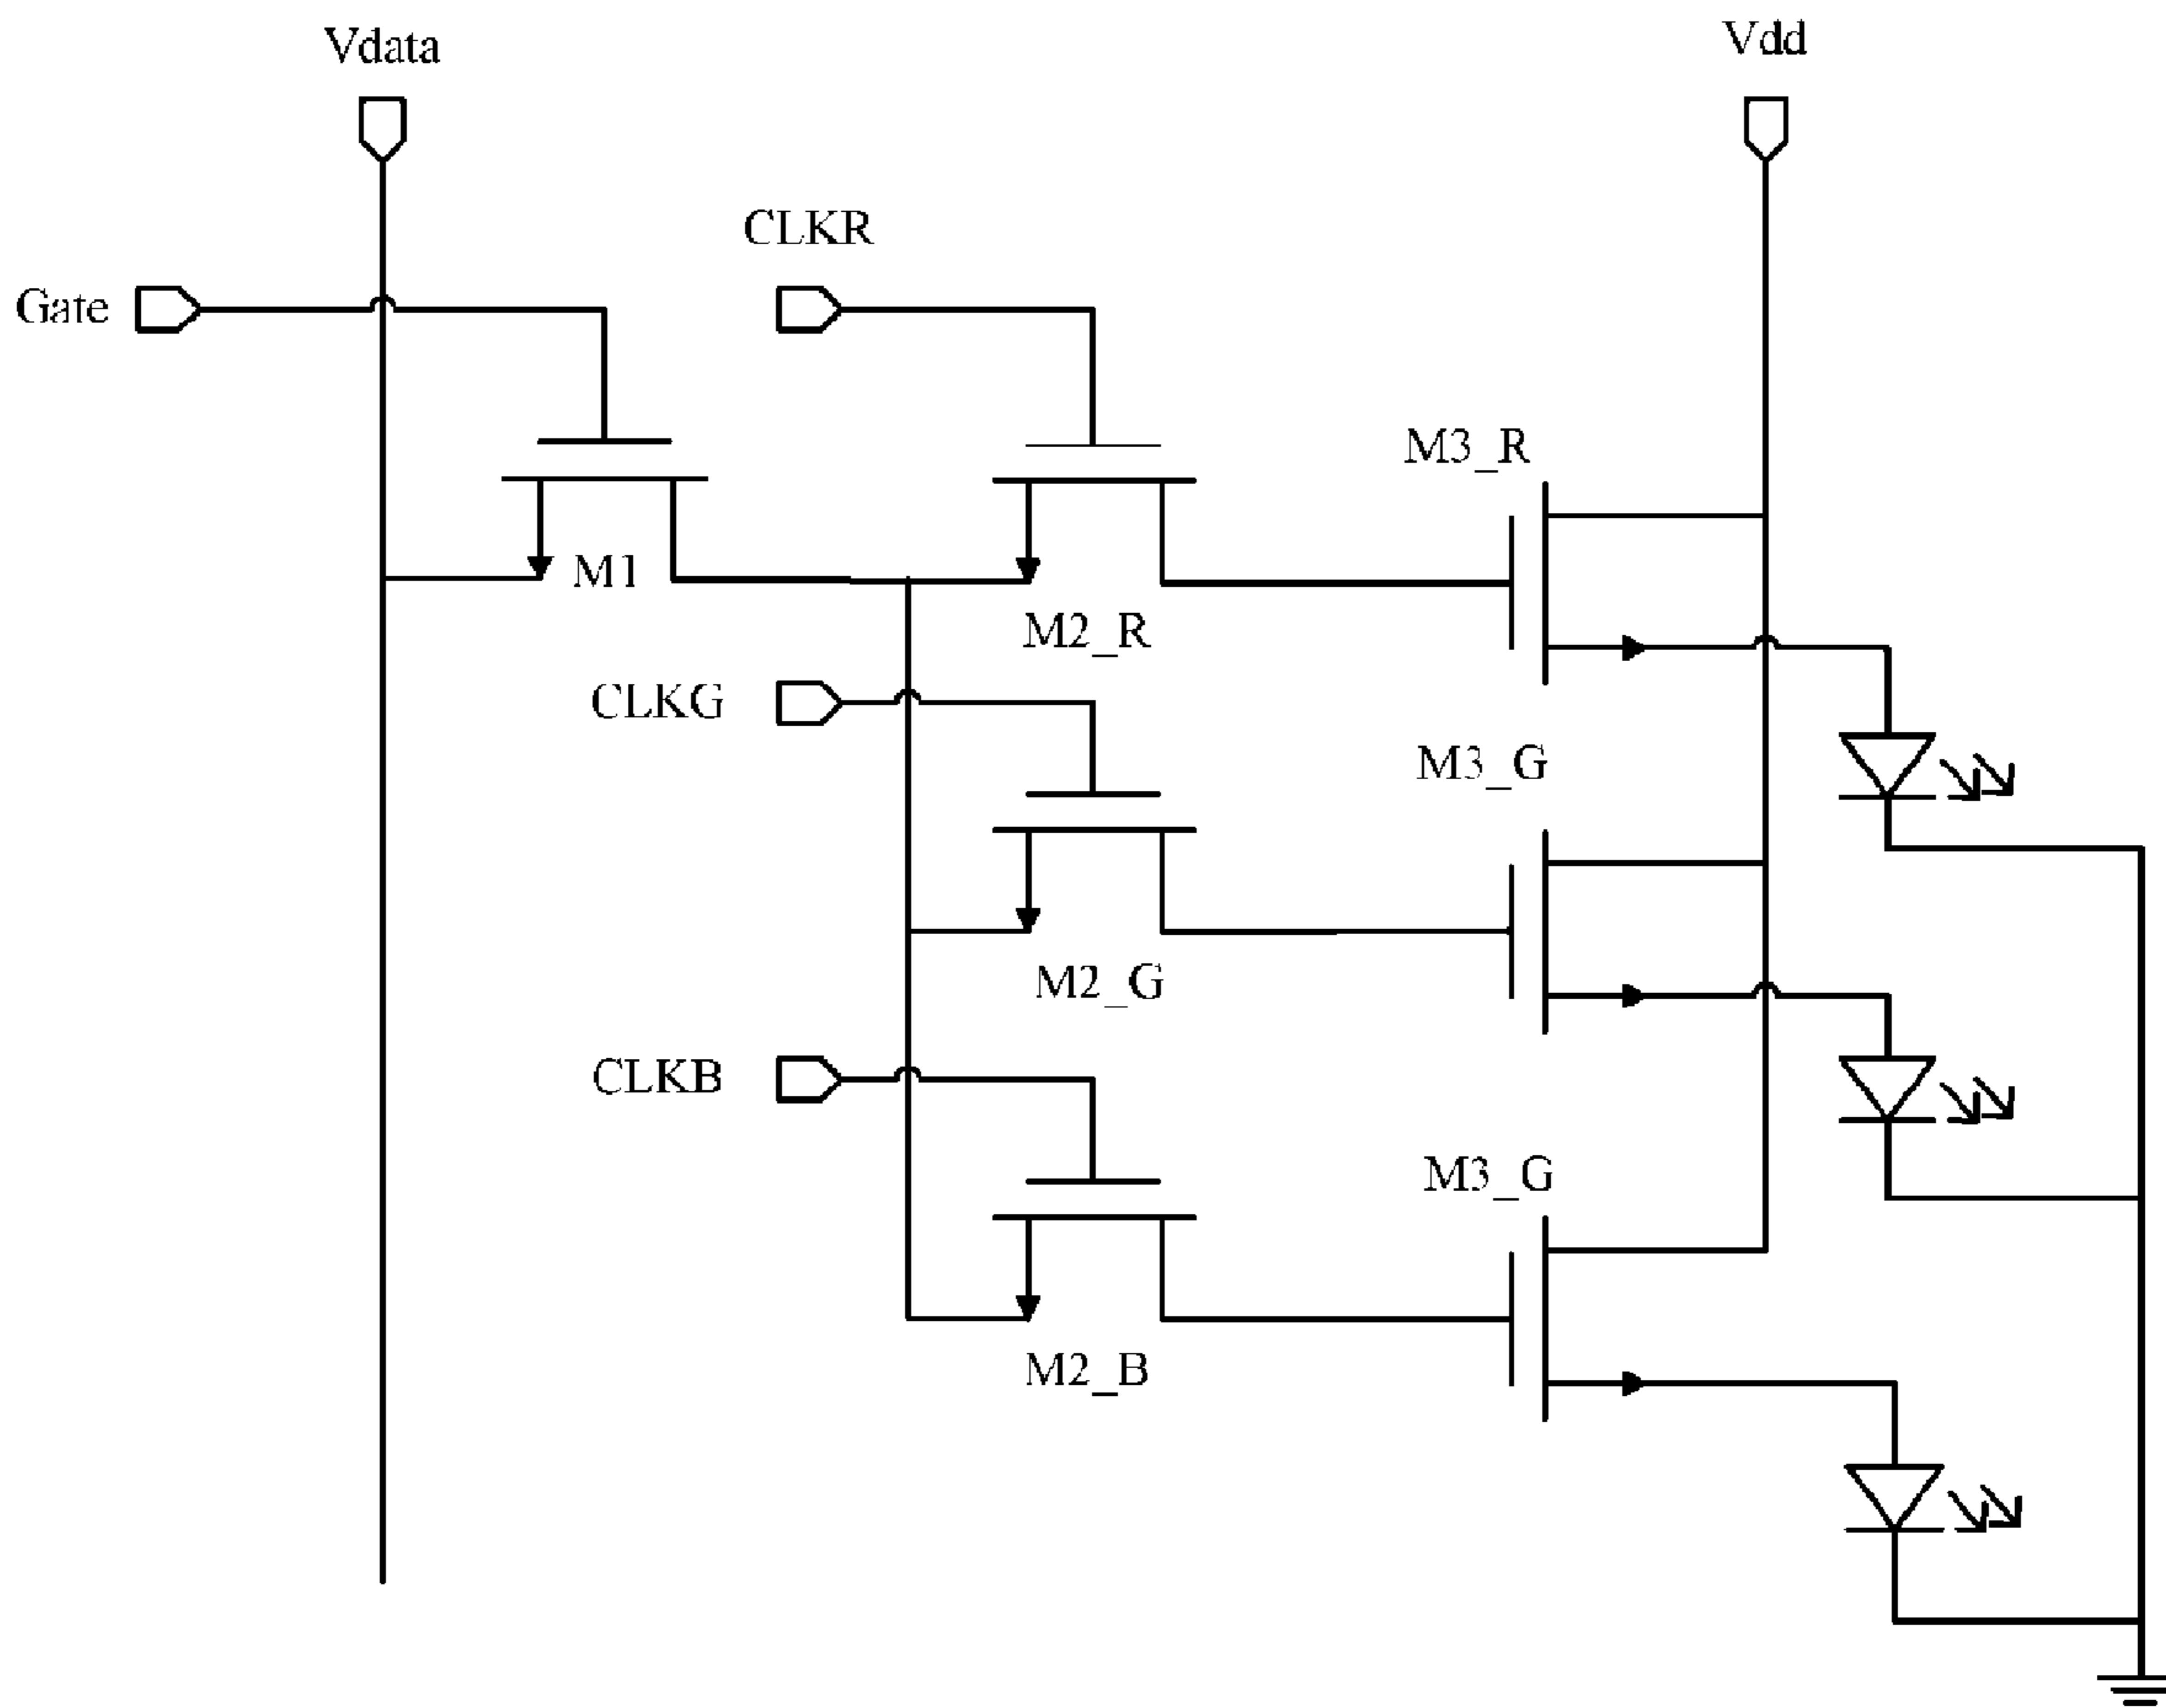 Vdata
Vdd
CLKR
Gate
M3_R
M1
M2_R
CLKG
M3_G
M2_G
CLKB
M3_G
M2_B